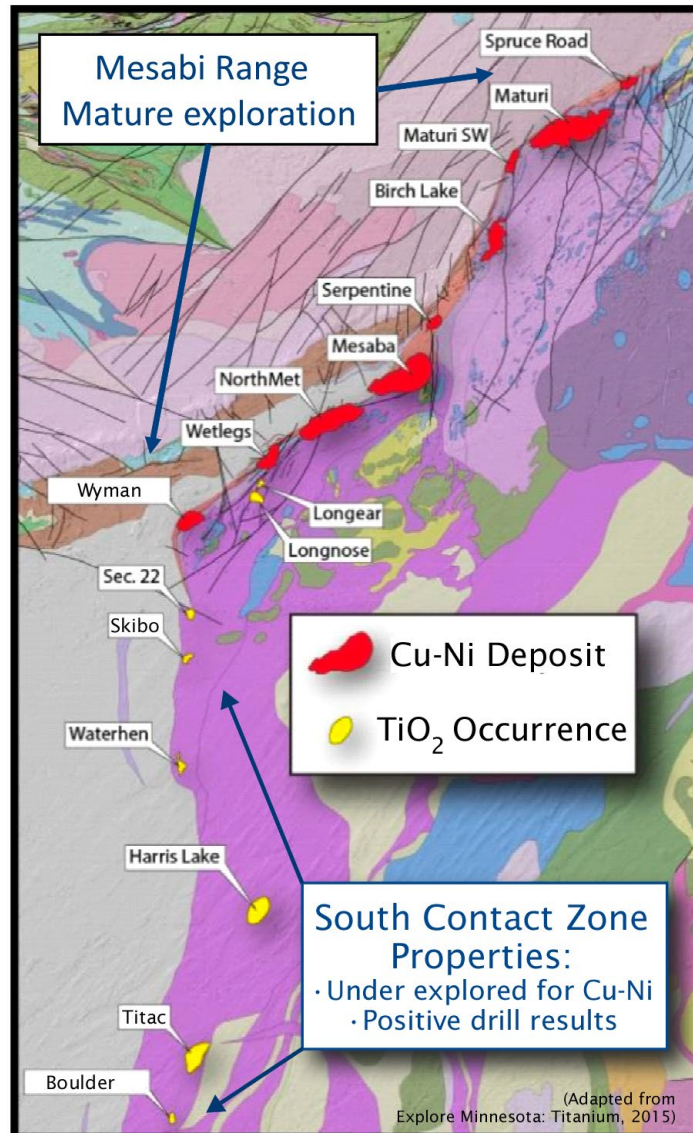 Mesabi Range
Mature exploration
Spruce Road
Maturi
Maturi SW
Birch Lake
Serpentine
Mesaba
NorthMet
Wetlegs
Wyman
Longear
Longnose
Sec. 22
Skibo
Cu-Ni Deposit
TiO₂ Occurrence
Waterhen
Harris Lake
South Contact Zone
Properties:
· Under explored for Cu-Ni
· Positive drill results
Titac
Boulder
(Adapted from
Explore Minnesota: Titanium, 2015)